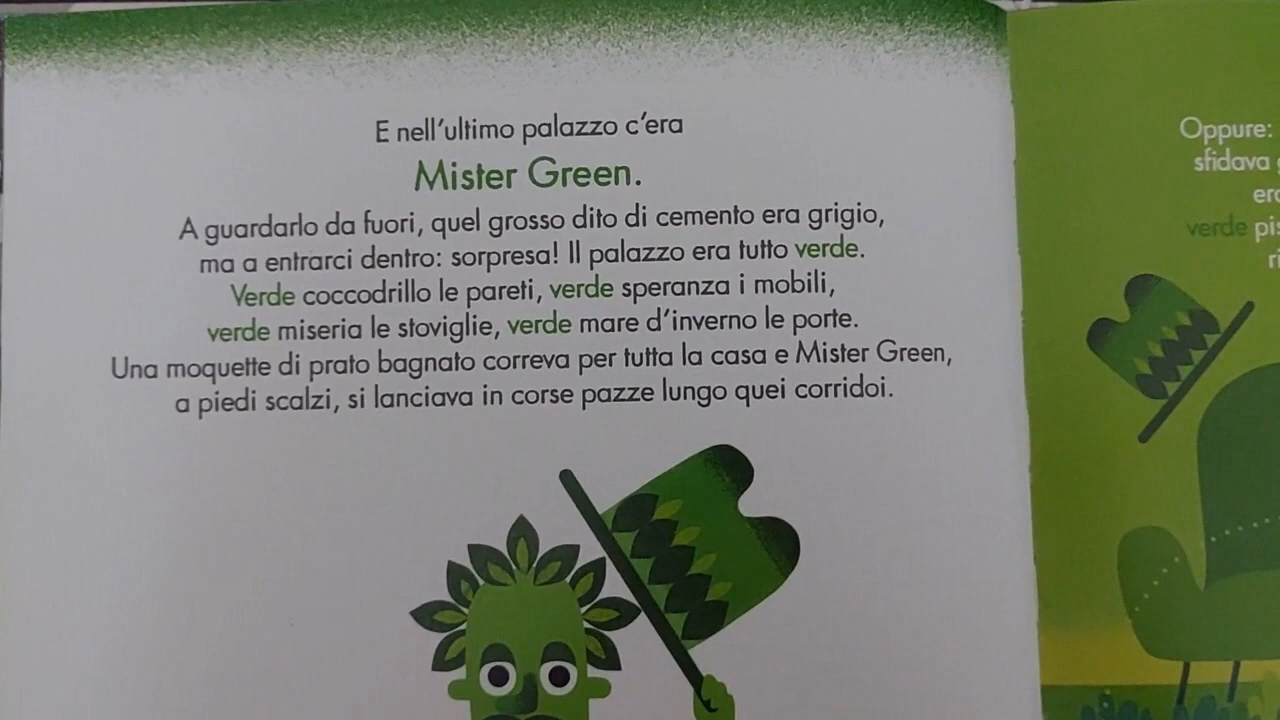 E nell'ultimo palazzo c'era
Mister Green.
A guardarlo da fuori, quel grosso dito di cemento era grigio,
ma a entrarci dentro: sorpresa! Il palazzo era tutto verde.
Verde coccodrillo le pareti, verde speranza i mobili,
verde miseria le stoviglie, verde mare d'inverno le porte.
Una moquette di prato bagnato correva per tutta la casa e Mister Green,
a piedi scalzi, si lanciava in corse pazze lungo quei corridoi.
Oppure:
sfidava
verde